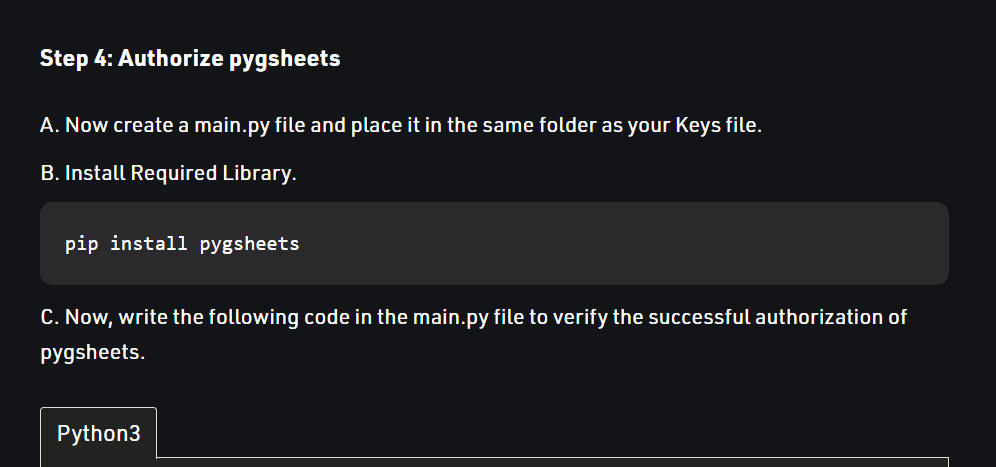 Step 4: Authorize pygsheets
A. Now create a main.py file and place it in the same folder as your Keys file.
B. Install Required Library.
pip install pygsheets
C. Now, write the following code in the main.py file to verify the successful authorization of
pygsheets.
Python3